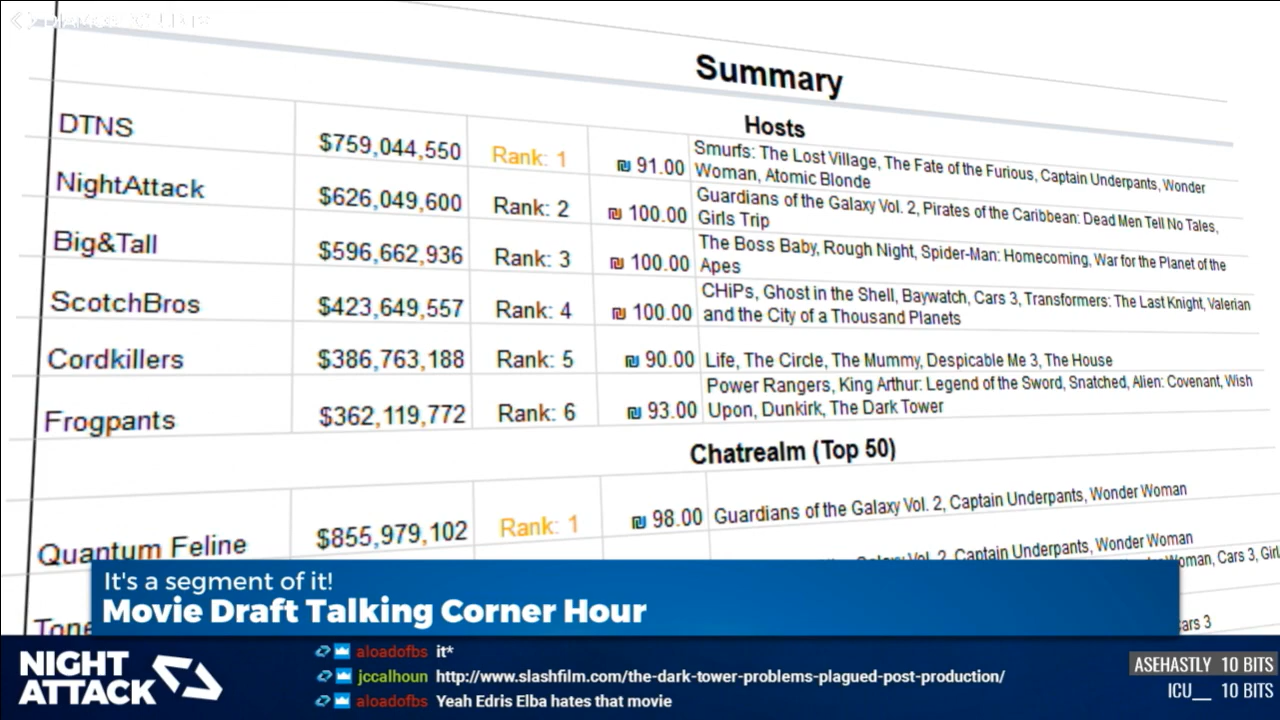 Summary
Hosts
DTNS $759,044,550 Rank: 1 ₪ 91.00 Smurfs: The Lost Village, The Fate of the Furious, Captain Underpants, Wonder
Woman, Atomic Blonde
NightAttack $626,049,600 Rank: 2 ₪ 100.00 Guardians of the Galaxy Vol. 2, Pirates of the Caribbean: Dead Men Tell No Tales,
Girls Trip
Big&Tall $596,662,936 Rank: 3 ₪ 100.00 The Boss Baby, Rough Night, Spider-Man: Homecoming, War for the Planet of the
Apes
ScotchBros $423,649,557 Rank: 4 ₪ 100.00 CHiPs, Ghost in the Shell, Baywatch, Cars 3, Transformers: The Last Knight, Valerian
and the City of a Thousand Planets
Cordkillers $386,763,188 Rank: 5 ₪ 90.00 Life, The Circle, The Mummy, Despicable Me 3, The House
Frogpants $362,119,772 Rank: 6 ₪ 93.00 Power Rangers, King Arthur: Legend of the Sword, Snatched, Alien: Covenant, Wish
Upon, Dunkirk, The Dark Tower
Chatrealm (Top 50)
Quantum Feline $855,979,102 Rank: 1 ₪ 98.00 Guardians of the Galaxy Vol. 2, Captain Underpants, Wonder Woman
Vol. 2, Captain Underpants, Wonder Woman
Woman, Cars 3,
3
It's a segment of it!
Movie Draft Talking Corner Hour
NIGHT
ATTACK
aloadofbs it*
jccalhoun http://www.slashfilm.com/the-dark-tower-problems-plagued-post-production/
aloadofbs Yeah Edris Elba hates that movie
ASEHASTLY 10 BITS
ICU__ 10 BITS